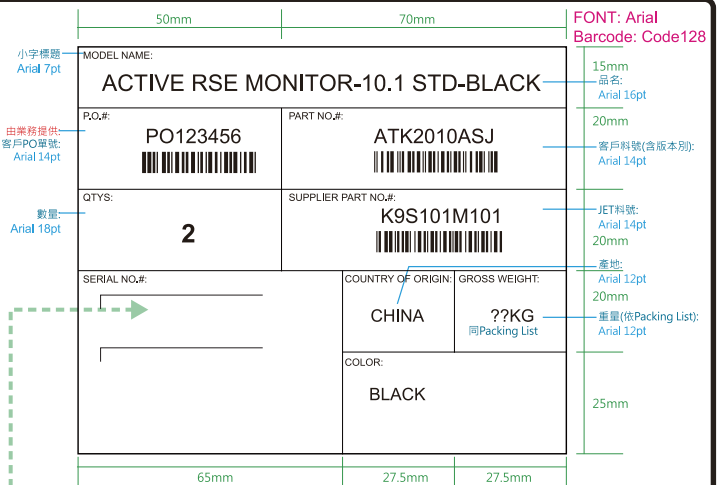 50mm
70mm
FONT: Arial
Barcode: Code128
小字標題
Arial 7pt
MODEL NAME:
ACTIVE RSE MONITOR-10.1 STD-BLACK
15mm
品名:
Arial 16pt
由業務提供:
客戶PO單號:
Arial 14pt
P.O.#:
PO123456
PART NO.#:
ATK2010ASJ
20mm
客戶料號(含版本別):
Arial 14pt
數量:
Arial 18pt
QTYS:
2
SUPPLIER PART NO.#:
K9S101M101
JET料號:
Arial 14pt
20mm
SERIAL NO.#:
COUNTRY OF ORIGIN:
CHINA
GROSS WEIGHT:
??KG
同Packing List
產地:
Arial 12pt
20mm
重量(依Packing List):
Arial 12pt
COLOR:
BLACK
25mm
65mm
27.5mm
27.5mm